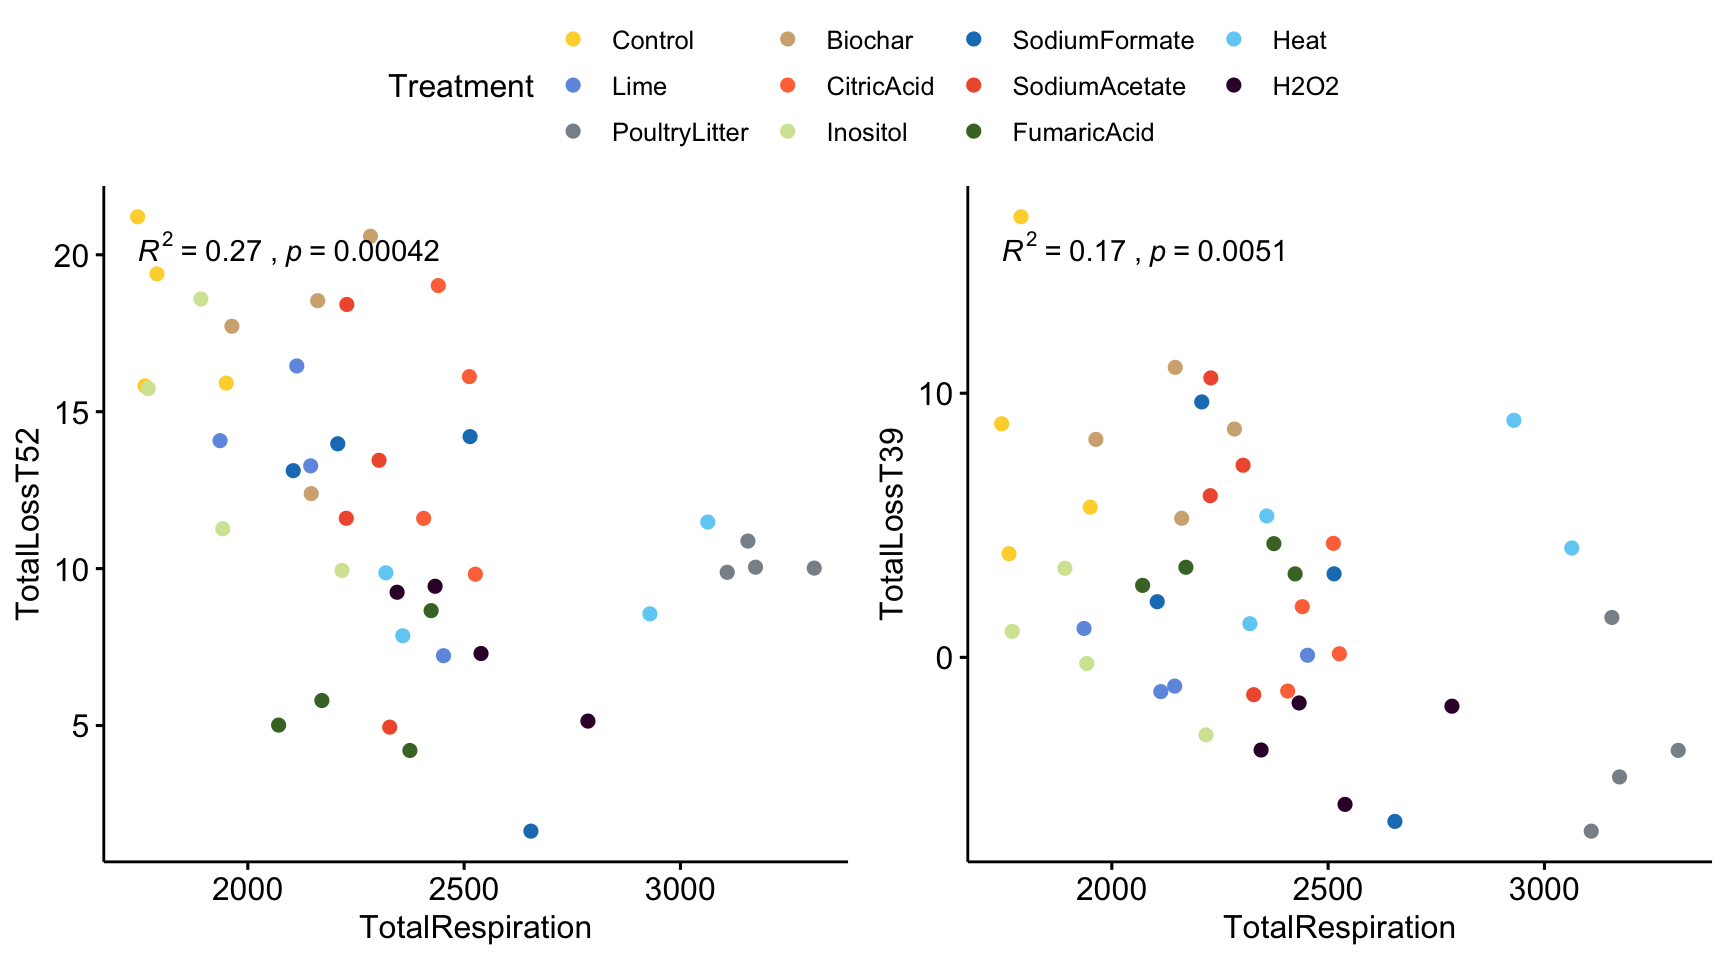 Treatment
Control Biochar SodiumFormate Heat
Lime CitricAcid SodiumAcetate H2O2
PoultryLitter Inositol FumaricAcid
TotalLossT52
20
15
10
5
R² = 0.27 , p = 0.00042
2000 2500 3000
TotalRespiration
TotalLossT39
10
0
R² = 0.17 , p = 0.0051
2000 2500 3000
TotalRespiration